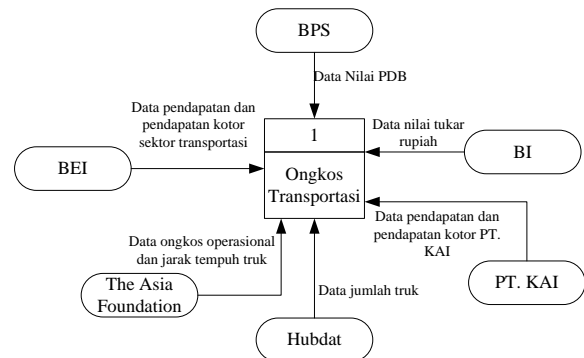 BPS
Data Nilai PDB
Data pendapatan dan
pendapatan kotor
sektor transportasi
1
Data nilai tukar
rupiah
BEI
Ongkos
Transportasi
BI
Data pendapatan dan
pendapatan kotor PT.
KAI
Data ongkos operasional
dan jarak tempuh truk
The Asia
Foundation
Data jumlah truk
PT. KAI
Hubdat